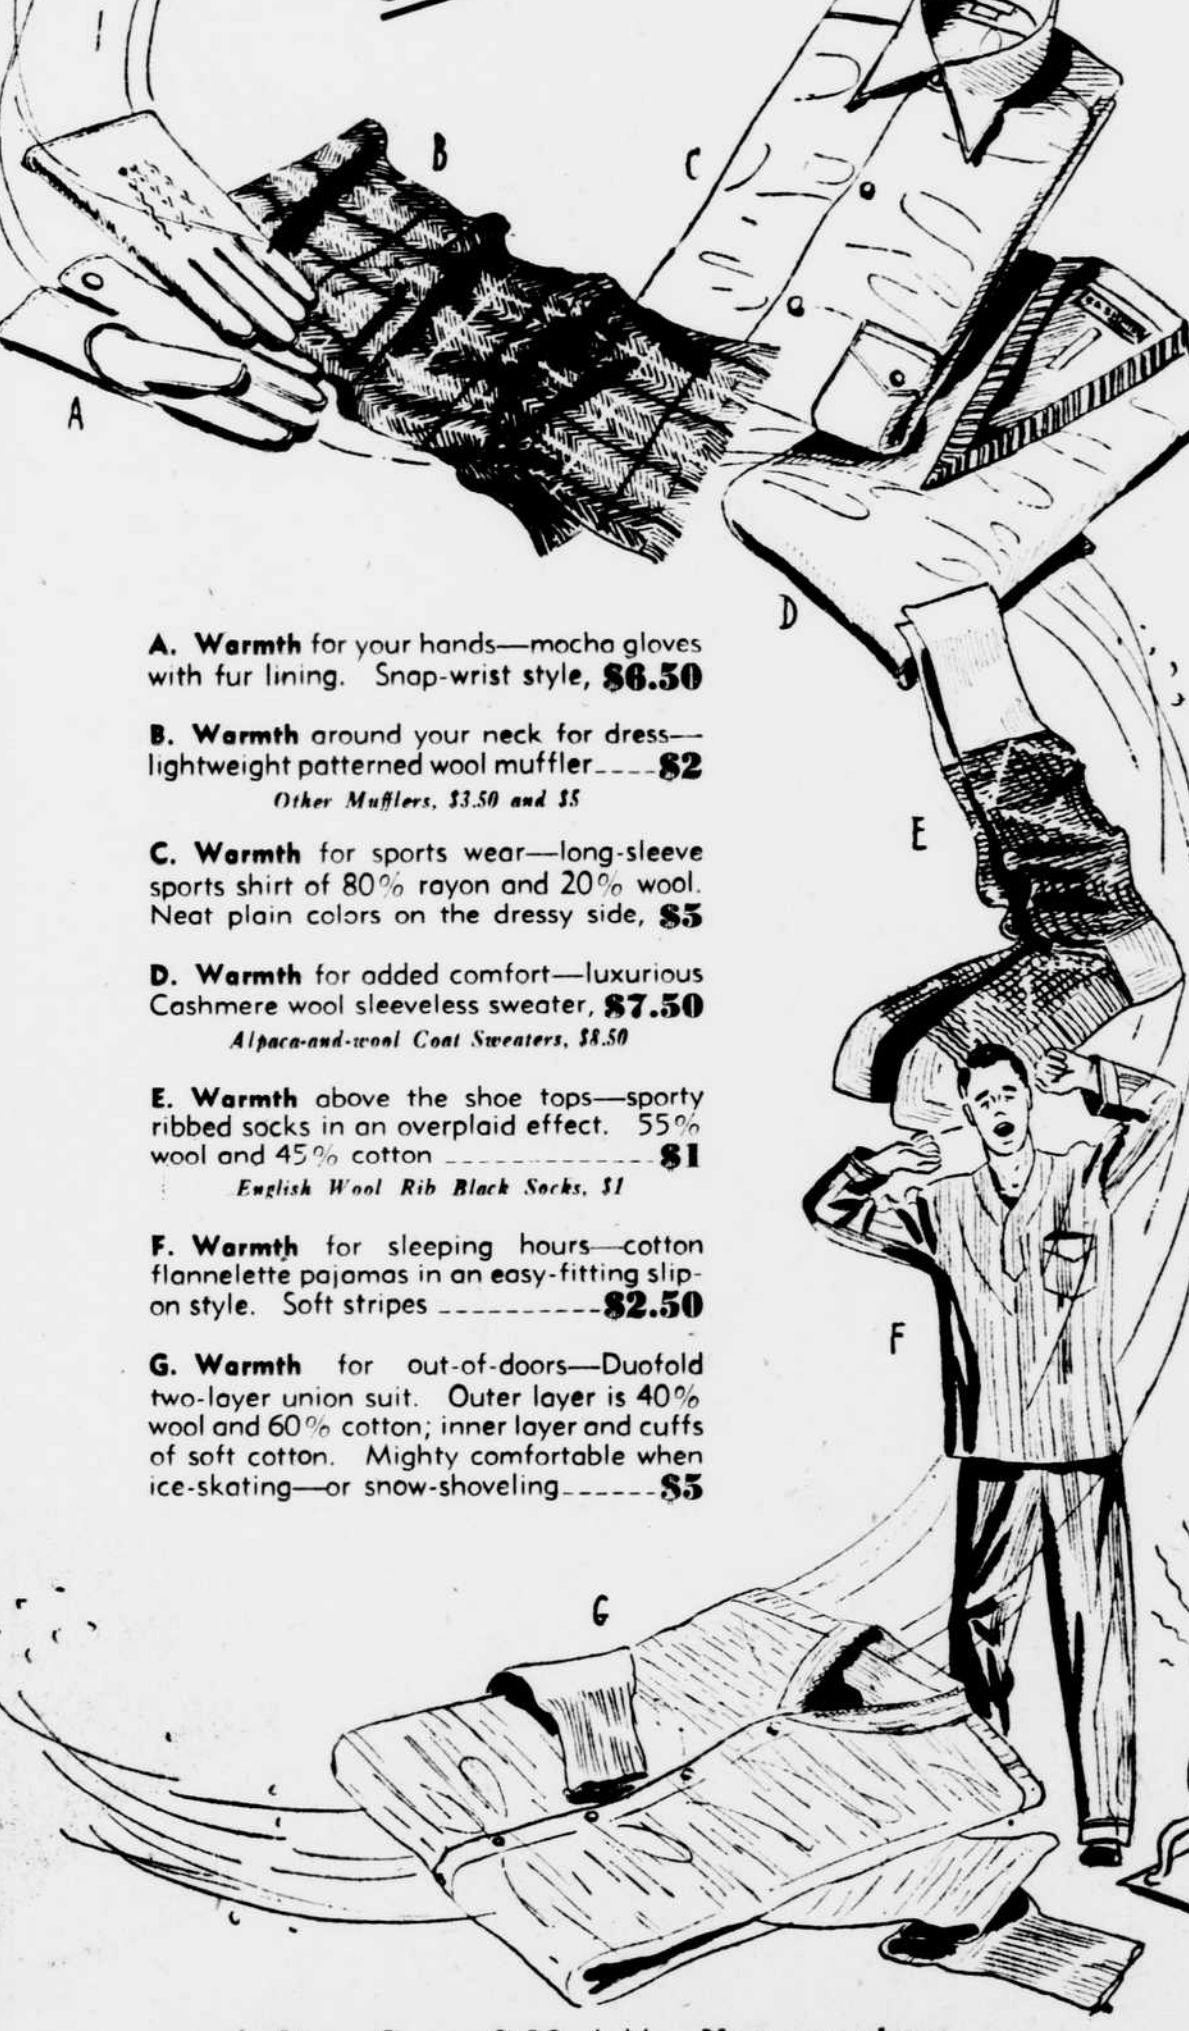 B
C
A
D
A. Warmth for your hands—mocha gloves
with fur lining. Snap-wrist style, $6.50
B. Warmth around your neck for dress—
lightweight patterned wool muffler----$2
Other Mufflers, $3.50 and $5
C. Warmth for sports wear—long-sleeve
sports shirt of 80% rayon and 20% wool.
Neat plain colors on the dressy side, $5
D. Warmth for added comfort—luxurious
Cashmere wool sleeveless sweater, $7.50
Alpaca-and-wool Coat Sweaters, $8.50
E. Warmth above the shoe tops—sporty
ribbed socks in an overplaid effect. 55%
wool and 45% cotton --------------$1
English Wool Rib Black Socks, $1
F. Warmth for sleeping hours—cotton
flannelette pajamas in an easy-fitting slip-
on style. Soft stripes -----------$2.50
G. Warmth for out-of-doors—Duofold
two-layer union suit. Outer layer is 40%
wool and 60% cotton; inner layer and cuffs
of soft cotton. Mighty comfortable when
ice-skating—or snow-shoveling------$5
E
F
G